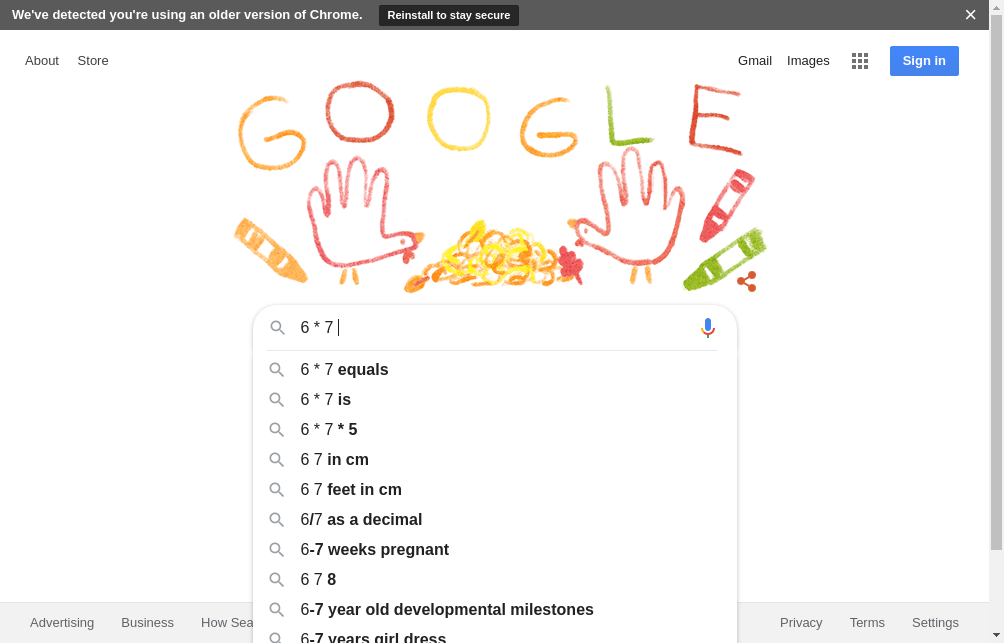 We've detected you're using an older version of Chrome. Reinstall to stay secure
About Store Gmail Images Sign in
GOOGLE
6 * 7
6 * 7 equals
6 * 7 is
6 * 7 * 5
6 7 in cm
6 7 feet in cm
6/7 as a decimal
6-7 weeks pregnant
6 7 8
6-7 year old developmental milestones
Advertising Business How Sea Privacy Terms Settings
6-7 years girl dress